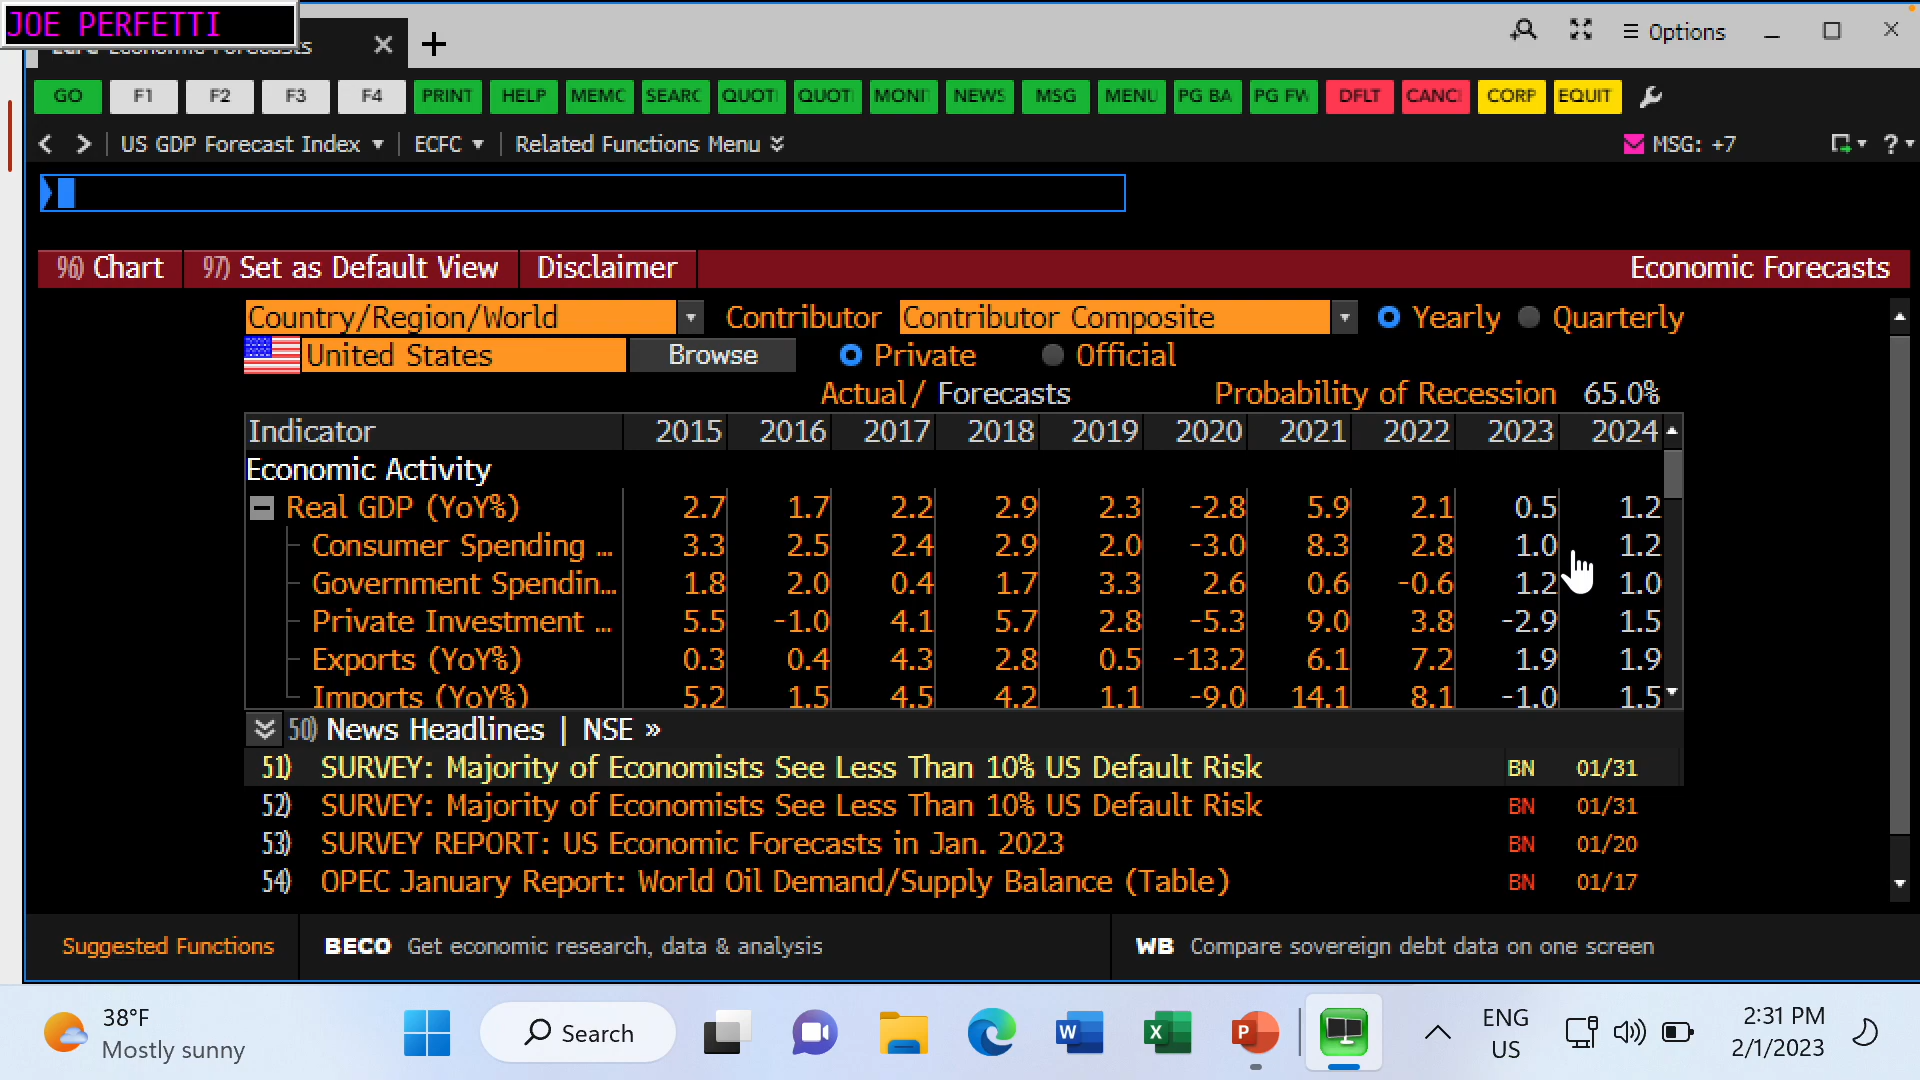 JOE PERFETTI
Options
GO F1 F2 F3 F4 PRINT HELP MEMC SEARC QUOTI QUOTI MONI NEWS MSG MENU PG BA PG FW DFLT CANC CORP EQUIT
US GDP Forecast Index ECFC Related Functions Menu MSG: +7 ?
96) Chart 97) Set as Default View Disclaimer Economic Forecasts
Country/Region/World Contributor Contributor Composite Yearly Quarterly
United States Browse Private Official
Actual / Forecasts Probability of Recession 65.0%
Indicator 2015 2016 2017 2018 2019 2020 2021 2022 2023 2024
Economic Activity
Real GDP (YoY%) 2.7 1.7 2.2 2.9 2.3 -2.8 5.9 2.1 0.5 1.2
Consumer Spending ... 3.3 2.5 2.4 2.9 2.0 -3.0 8.3 2.8 1.0 1.2
Government Spendin... 1.8 2.0 0.4 1.7 3.3 2.6 0.6 -0.6 1.2 1.0
Private Investment ... 5.5 -1.0 4.1 5.7 2.8 -5.3 9.0 3.8 -2.9 1.5
Exports (YoY%) 0.3 0.4 4.3 2.8 0.5 -13.2 6.1 7.2 1.9 1.9
Imports (YoY%) 5.2 1.5 4.5 4.2 1.1 -9.0 14.1 8.1 -1.0 1.5
50) News Headlines | NSE »
51) SURVEY: Majority of Economists See Less Than 10% US Default Risk BN 01/31
52) SURVEY: Majority of Economists See Less Than 10% US Default Risk BN 01/31
53) SURVEY REPORT: US Economic Forecasts in Jan. 2023 BN 01/20
54) OPEC January Report: World Oil Demand/Supply Balance (Table) BN 01/17
Suggested Functions BECO Get economic research, data & analysis WB Compare sovereign debt data on one screen
38°F
Mostly sunny
Search
ENG
US
2:31 PM
2/1/2023